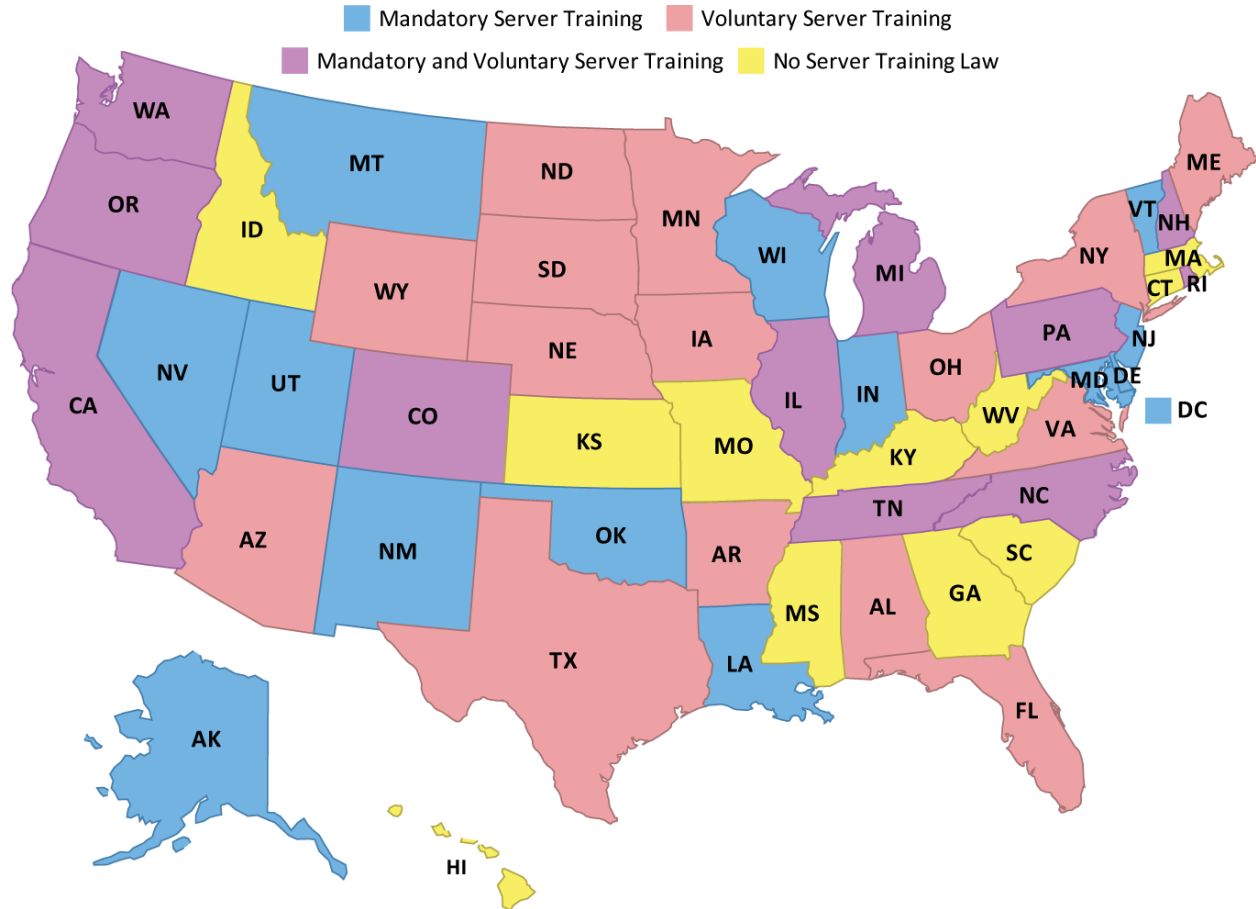 Mandatory Server Training Voluntary Server Training
Mandatory and Voluntary Server Training No Server Training Law
WA
MT
ND
MN
ME
OR
ID
WY
SD
WI
MI
NY
VT
NH
MA
CT
RI
NV
UT
CO
NE
IA
IL
IN
OH
PA
NJ
MD
DE
DC
CA
KS
MO
KY
WV
VA
AZ
NM
OK
AR
TN
NC
SC
TX
LA
MS
AL
GA
FL
AK
HI